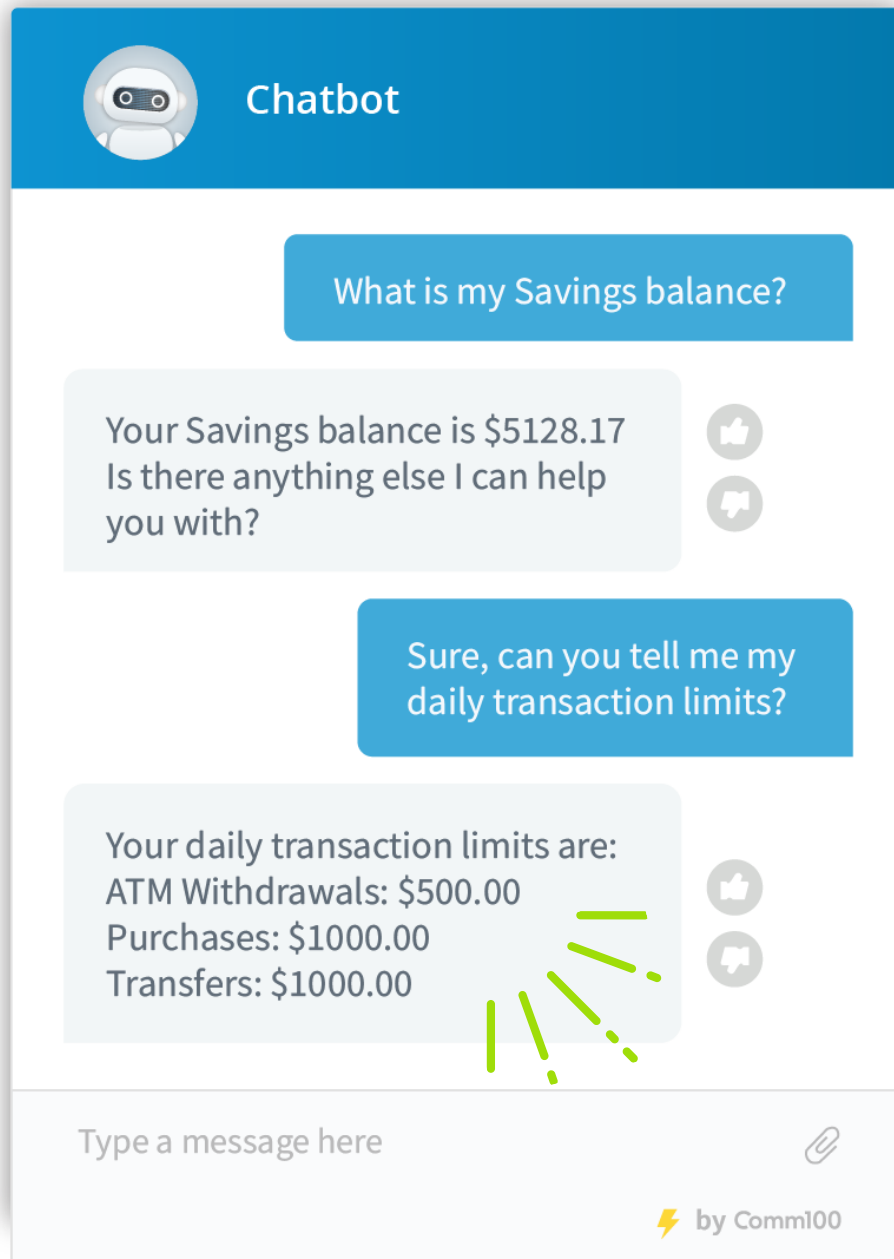 Chatbot
What is my Savings balance?
Your Savings balance is $5128.17
Is there anything else I can help
you with?
Sure, can you tell me my
daily transaction limits?
Your daily transaction limits are:
ATM Withdrawals: $500.00
Purchases: $1000.00
Transfers: $1000.00
Type a message here
by Comm100